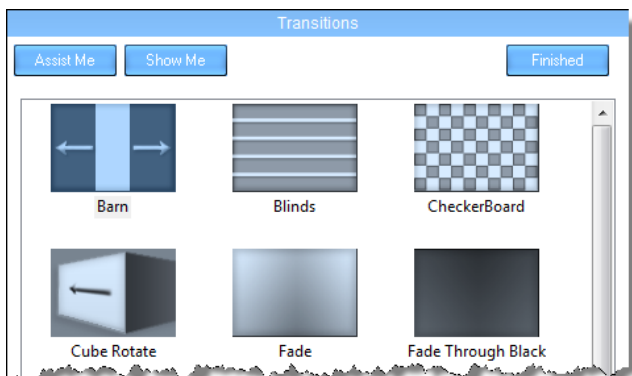 Transitions
Assist Me
Show Me
Finished
Barn
Blinds
CheckerBoard
Cube Rotate
Fade
Fade Through Black